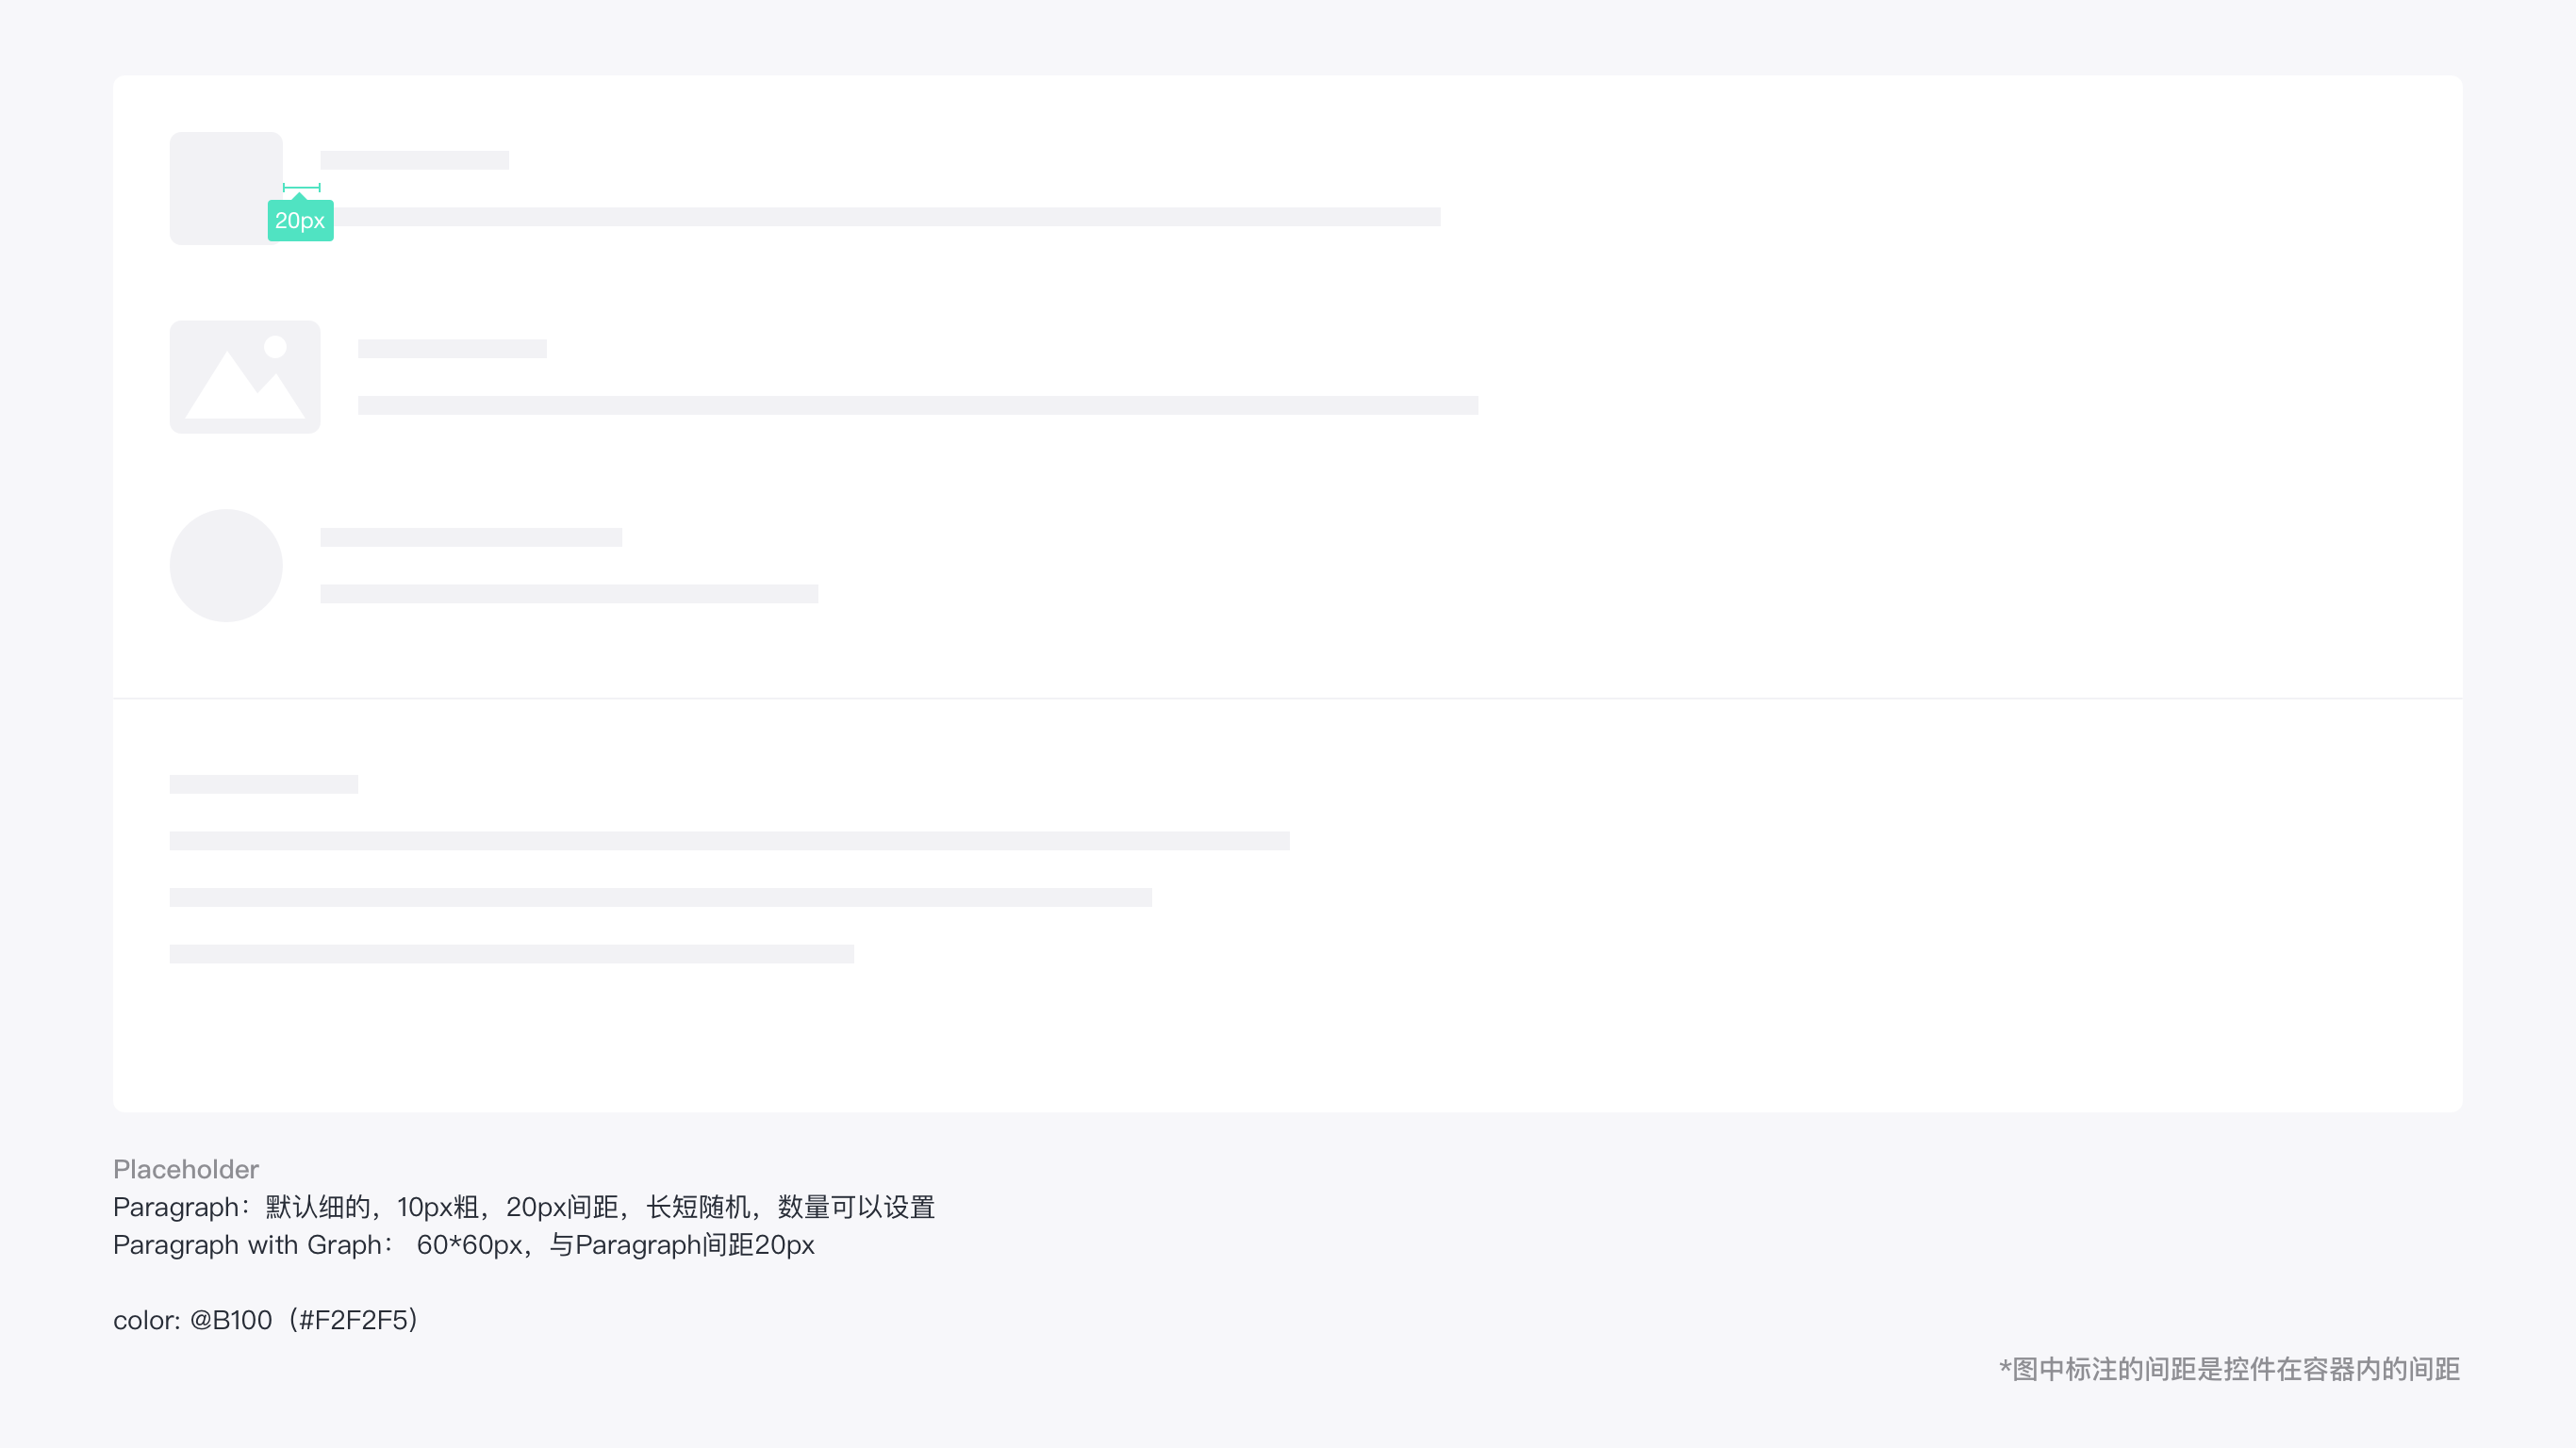 20px
Placeholder
Paragraph：默认细的，10px粗，20px间距，长短随机，数量可以设置
Paragraph with Graph： 60*60px，与Paragraph间距20px
color: @B100（#F2F2F5）
*图中标注的间距是控件在容器内的间距